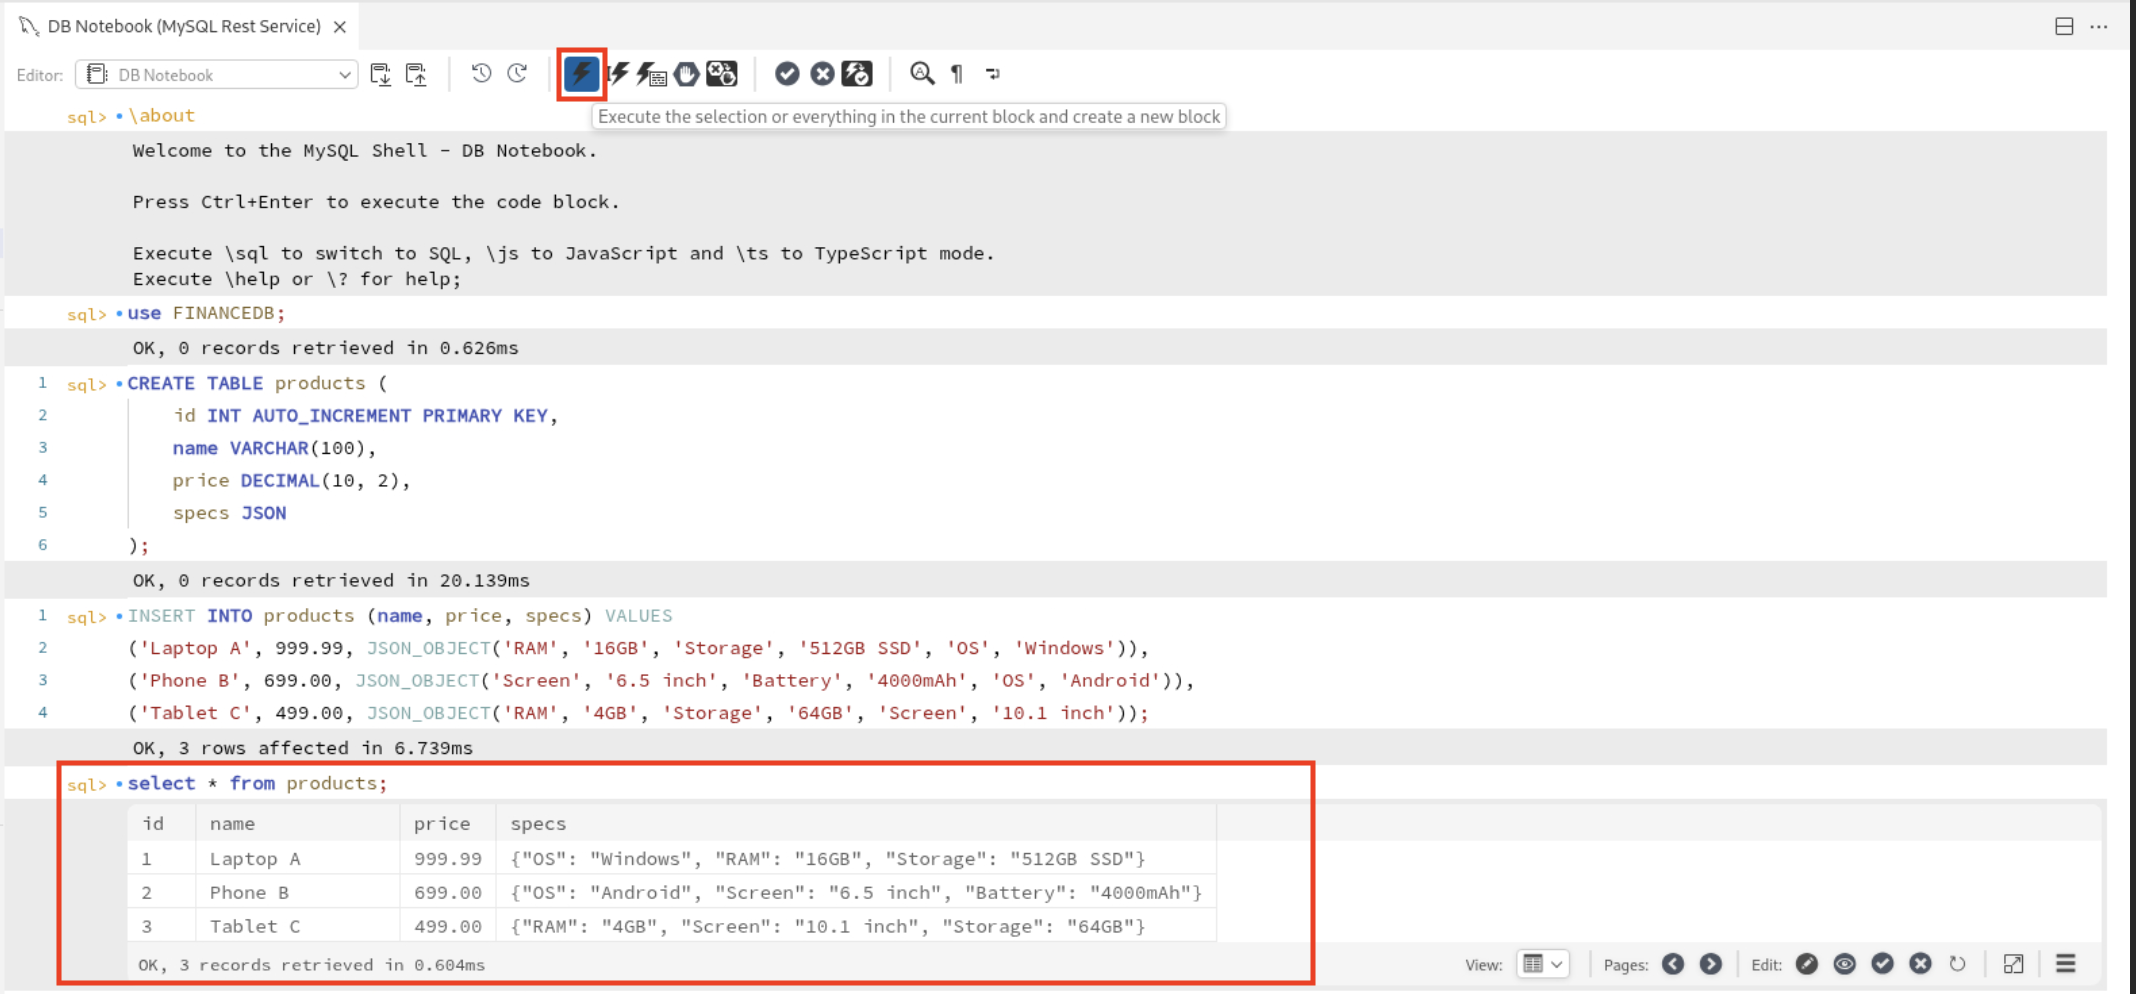 DB Notebook (MySQL Rest Service)
Editor: DB Notebook
sql> \about
Execute the selection or everything in the current block and create a new block
Welcome to the MySQL Shell - DB Notebook.
Press Ctrl+Enter to execute the code block.
Execute \sql to switch to SQL, \js to JavaScript and \ts to TypeScript mode.
Execute \help or \? for help;
sql> use FINANCEDB;
OK, 0 records retrieved in 0.626ms
1 sql> CREATE TABLE products (
2 id INT AUTO_INCREMENT PRIMARY KEY,
3 name VARCHAR(100),
4 price DECIMAL(10, 2),
5 specs JSON
6 );
OK, 0 records retrieved in 20.139ms
1 sql> INSERT INTO products (name, price, specs) VALUES
2 ('Laptop A', 999.99, JSON_OBJECT('RAM', '16GB', 'Storage', '512GB SSD', 'OS', 'Windows')),
3 ('Phone B', 699.00, JSON_OBJECT('Screen', '6.5 inch', 'Battery', '4000mAh', 'OS', 'Android')),
4 ('Tablet C', 499.00, JSON_OBJECT('RAM', '4GB', 'Storage', '64GB', 'Screen', '10.1 inch'));
OK, 3 rows affected in 6.739ms
sql> select * from products;
id name price specs
1 Laptop A 999.99 {"OS": "Windows", "RAM": "16GB", "Storage": "512GB SSD"}
2 Phone B 699.00 {"OS": "Android", "Screen": "6.5 inch", "Battery": "4000mAh"}
3 Tablet C 499.00 {"RAM": "4GB", "Screen": "10.1 inch", "Storage": "64GB"}
OK, 3 records retrieved in 0.604ms
View: Pages: Edit: